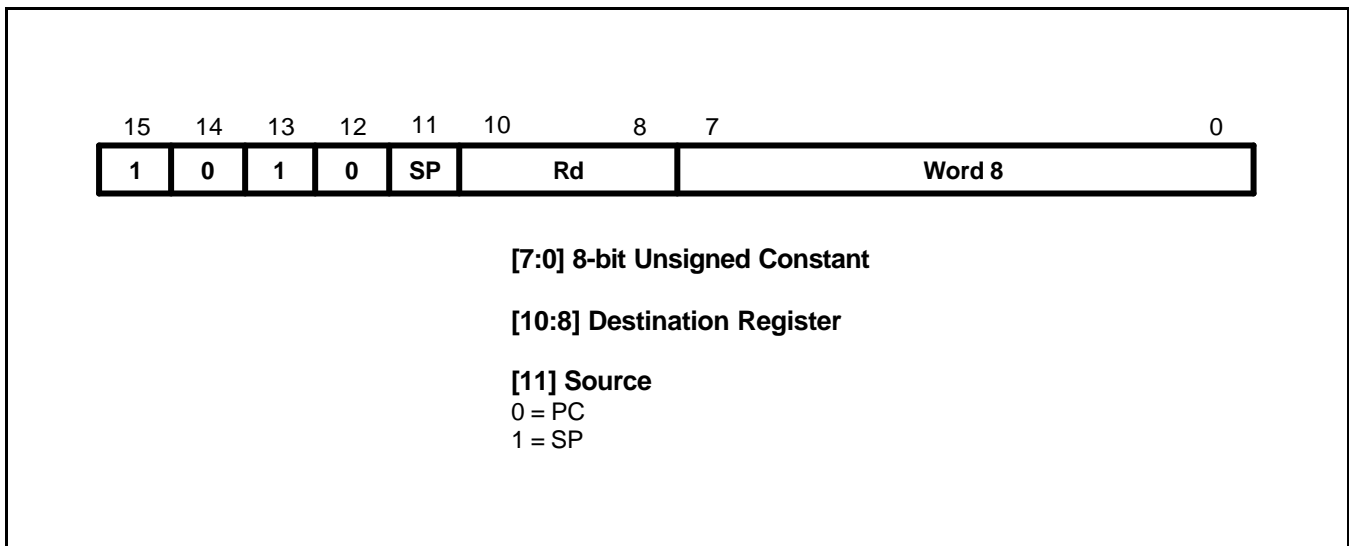 15 14 13 12 11 10 8 7 0
1 0 1 0 SP Rd Word 8
[7:0] 8-bit Unsigned Constant
[10:8] Destination Register
[11] Source
0 = PC
1 = SP